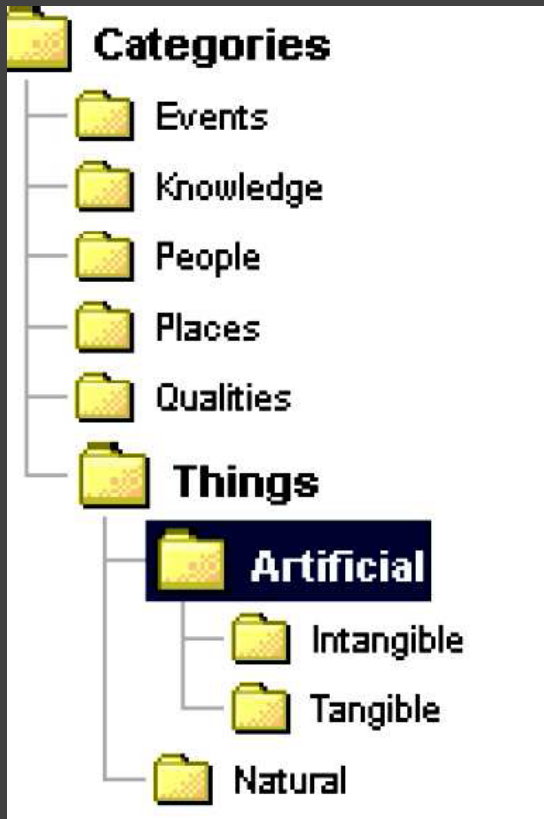 Categories
Events
Knowledge
People
Places
Qualities
Things
Artificial
Intangible
Tangible
Natural